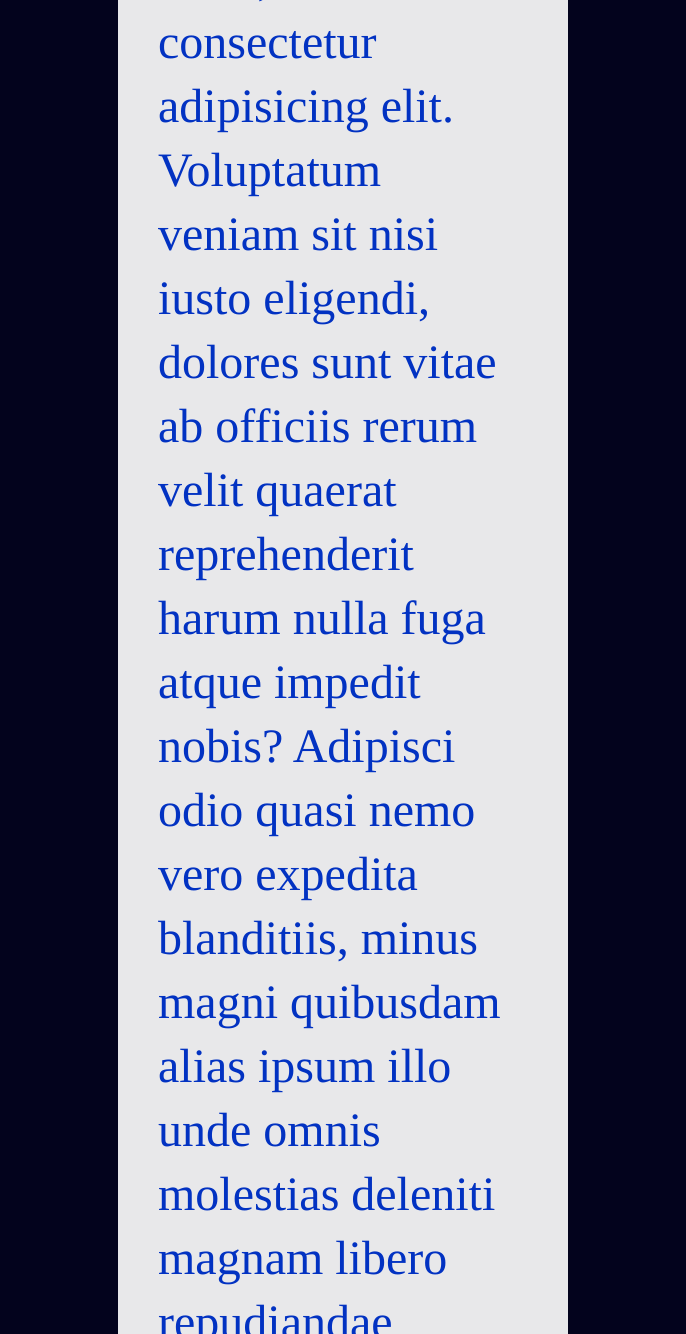 consectetur
adipisicing elit.
Voluptatum
veniam sit nisi
iusto eligendi,
dolores sunt vitae
ab officiis rerum
velit quaerat
reprehenderit
harum nulla fuga
atque impedit
nobis? Adipisci
odio quasi nemo
vero expedita
blanditiis, minus
magni quibusdam
alias ipsum illo
unde omnis
molestias deleniti
magnam libero
repudiandae